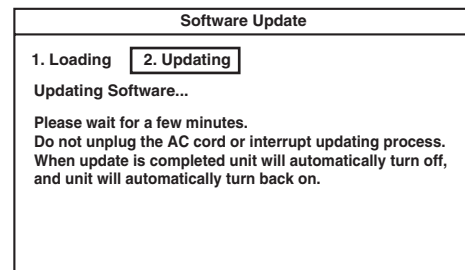 Software Update
1. Loading 2. Updating
Updating Software...
Please wait for a few minutes.
Do not unplug the AC cord or interrupt updating process.
When update is completed unit will automatically turn off,
and unit will automatically turn back on.